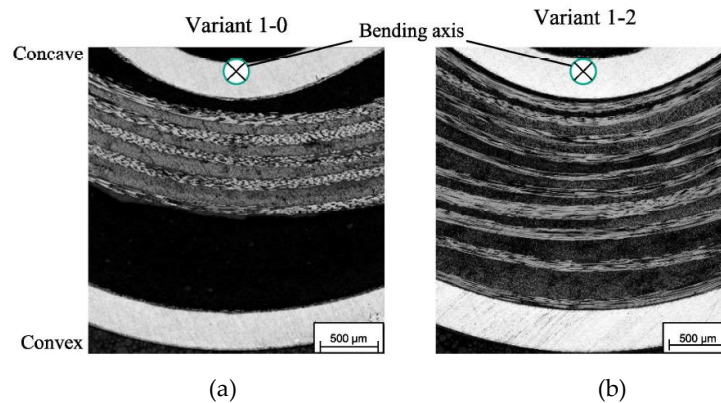 Variant 1-0
Bending axis
Variant 1-2
Concave
Convex
500 µm
500 µm
(a)
(b)